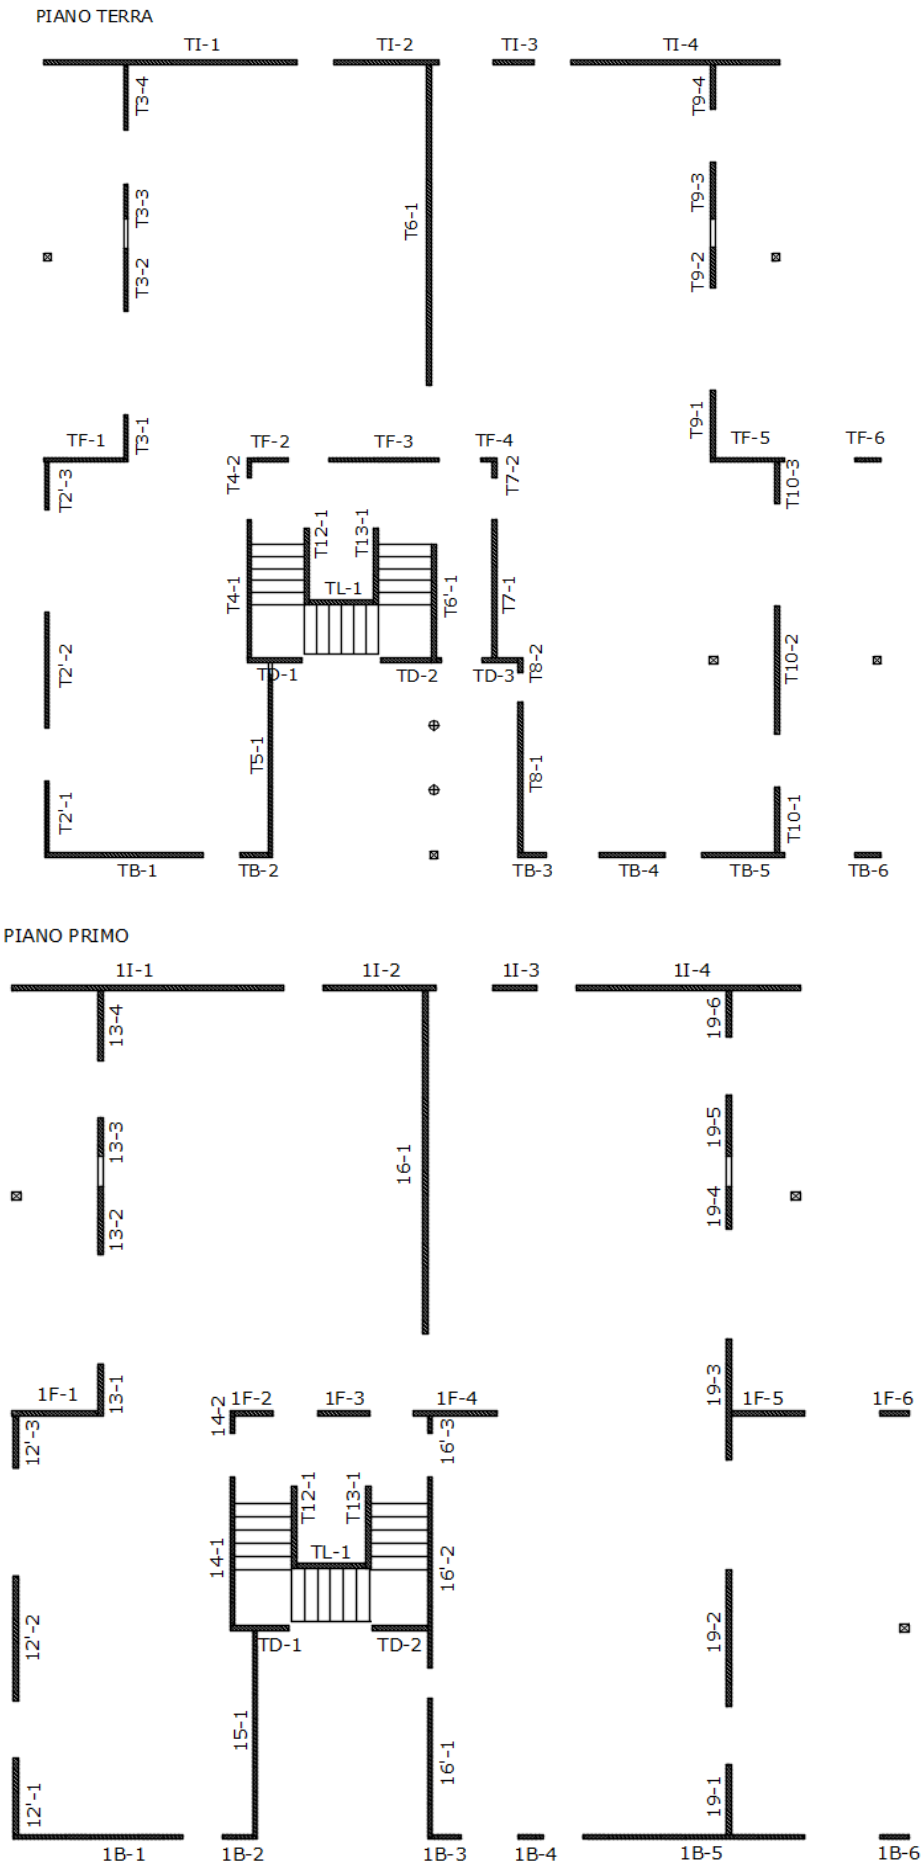 PIANO TERRA
TI-1
TI-2
TI-3
TI-4
T3-4
T9-4
T3-3
T9-3
T6-1
T3-2
T9-2
T3-1
T9-1
TF-1
TF-2
TF-3
TF-4
TF-5
TF-6
T2'-3
T4-2
T7-2
T10-3
T12-1
T13-1
T4-1
TL-1
T6'-1
T7-1
T2'-2
T10-2
TD-1
TD-2
TD-3
T8-2
T5-1
T8-1
T2'-1
T10-1
TB-1
TB-2
TB-3
TB-4
TB-5
TB-6
PIANO PRIMO
1I-1
1I-2
1I-3
1I-4
13-4
19-6
13-3
19-5
16-1
13-2
19-4
13-1
19-3
1F-1
1F-2
1F-3
1F-4
1F-5
1F-6
12'-3
14-2
16'-3
T12-1
T13-1
14-1
TL-1
16'-2
12'-2
19-2
TD-1
TD-2
15-1
16'-1
12'-1
19-1
1B-1
1B-2
1B-3
1B-4
1B-5
1B-6